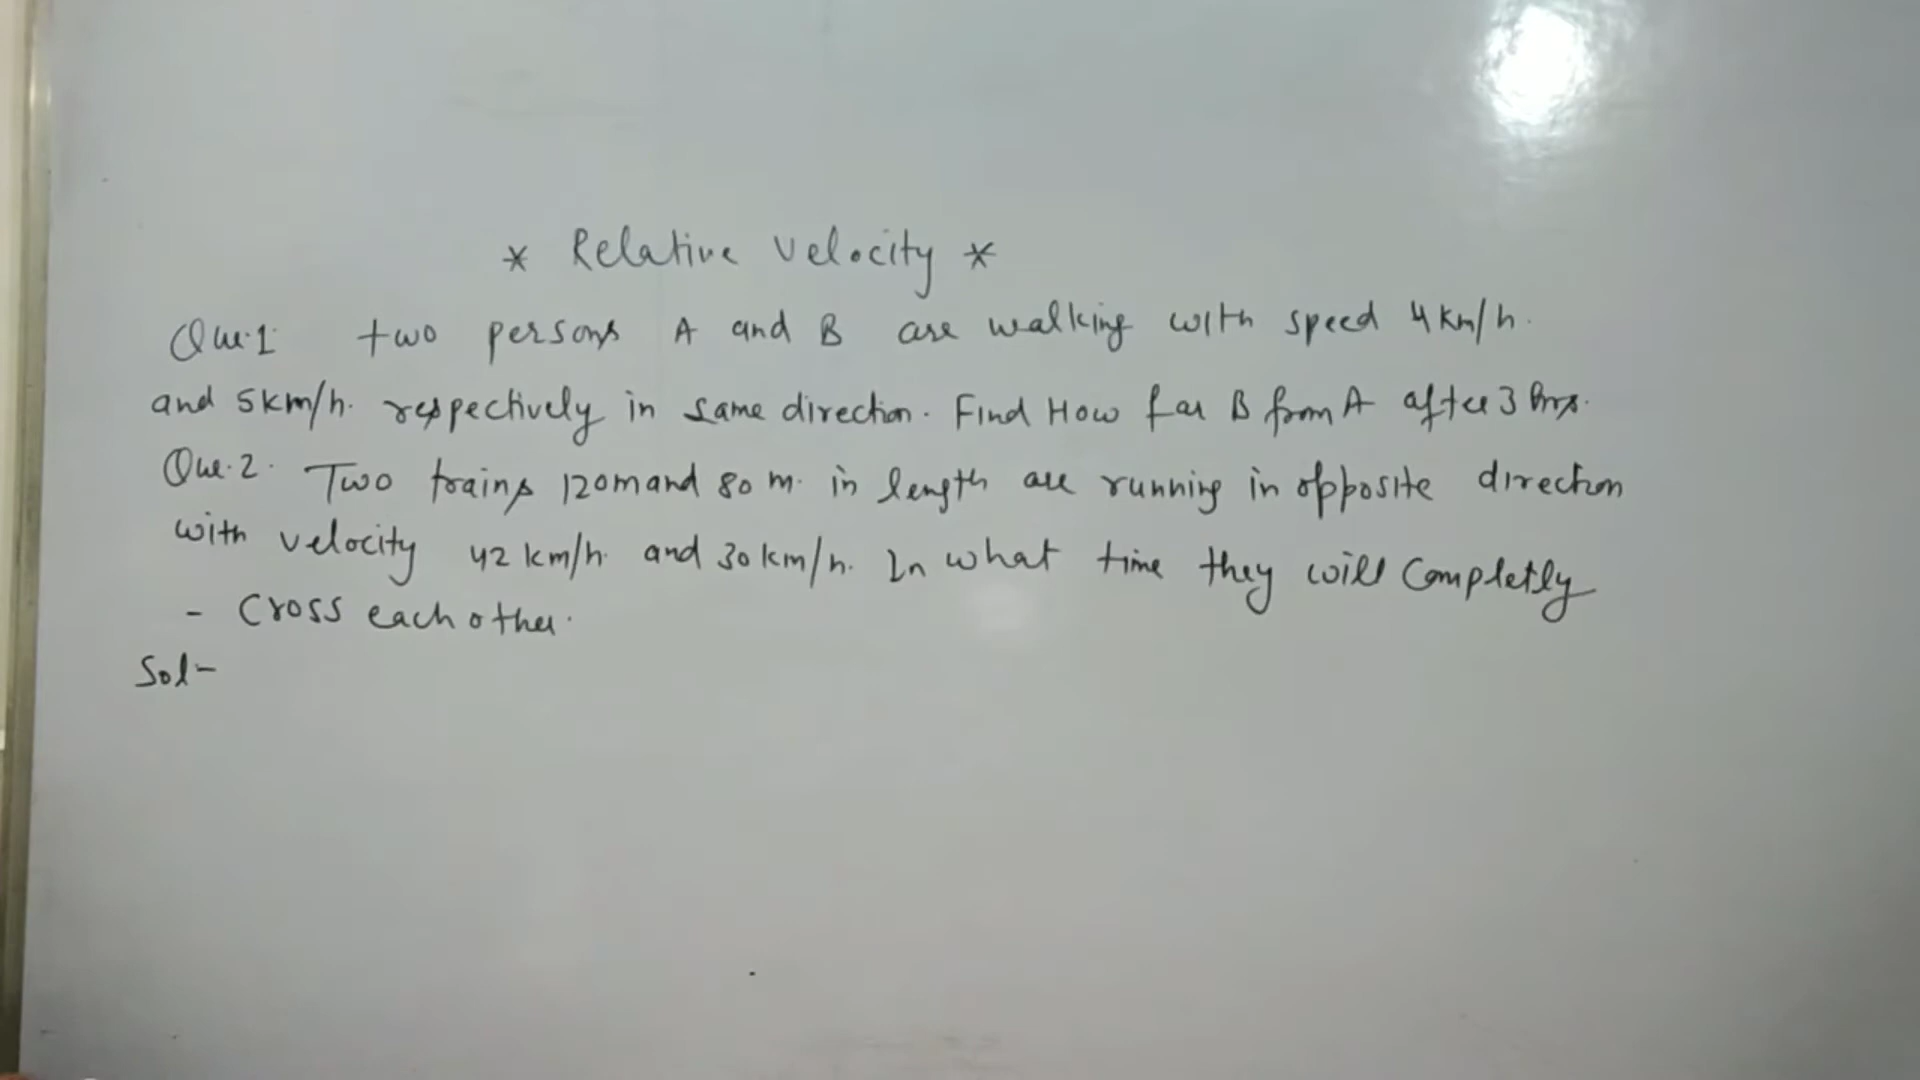 * Relative Velocity *
Que.1 two persons A and B are walking with speed 4 km/h.
and 5km/h. respectively in same direction. Find How far B from A after 3 hrs.
Que.2. Two trains 120m and 80 m. in length are running in opposite direction
with velocity 42 km/h. and 30 km/h. In what time they will Completly
- Cross each other.
Sol-